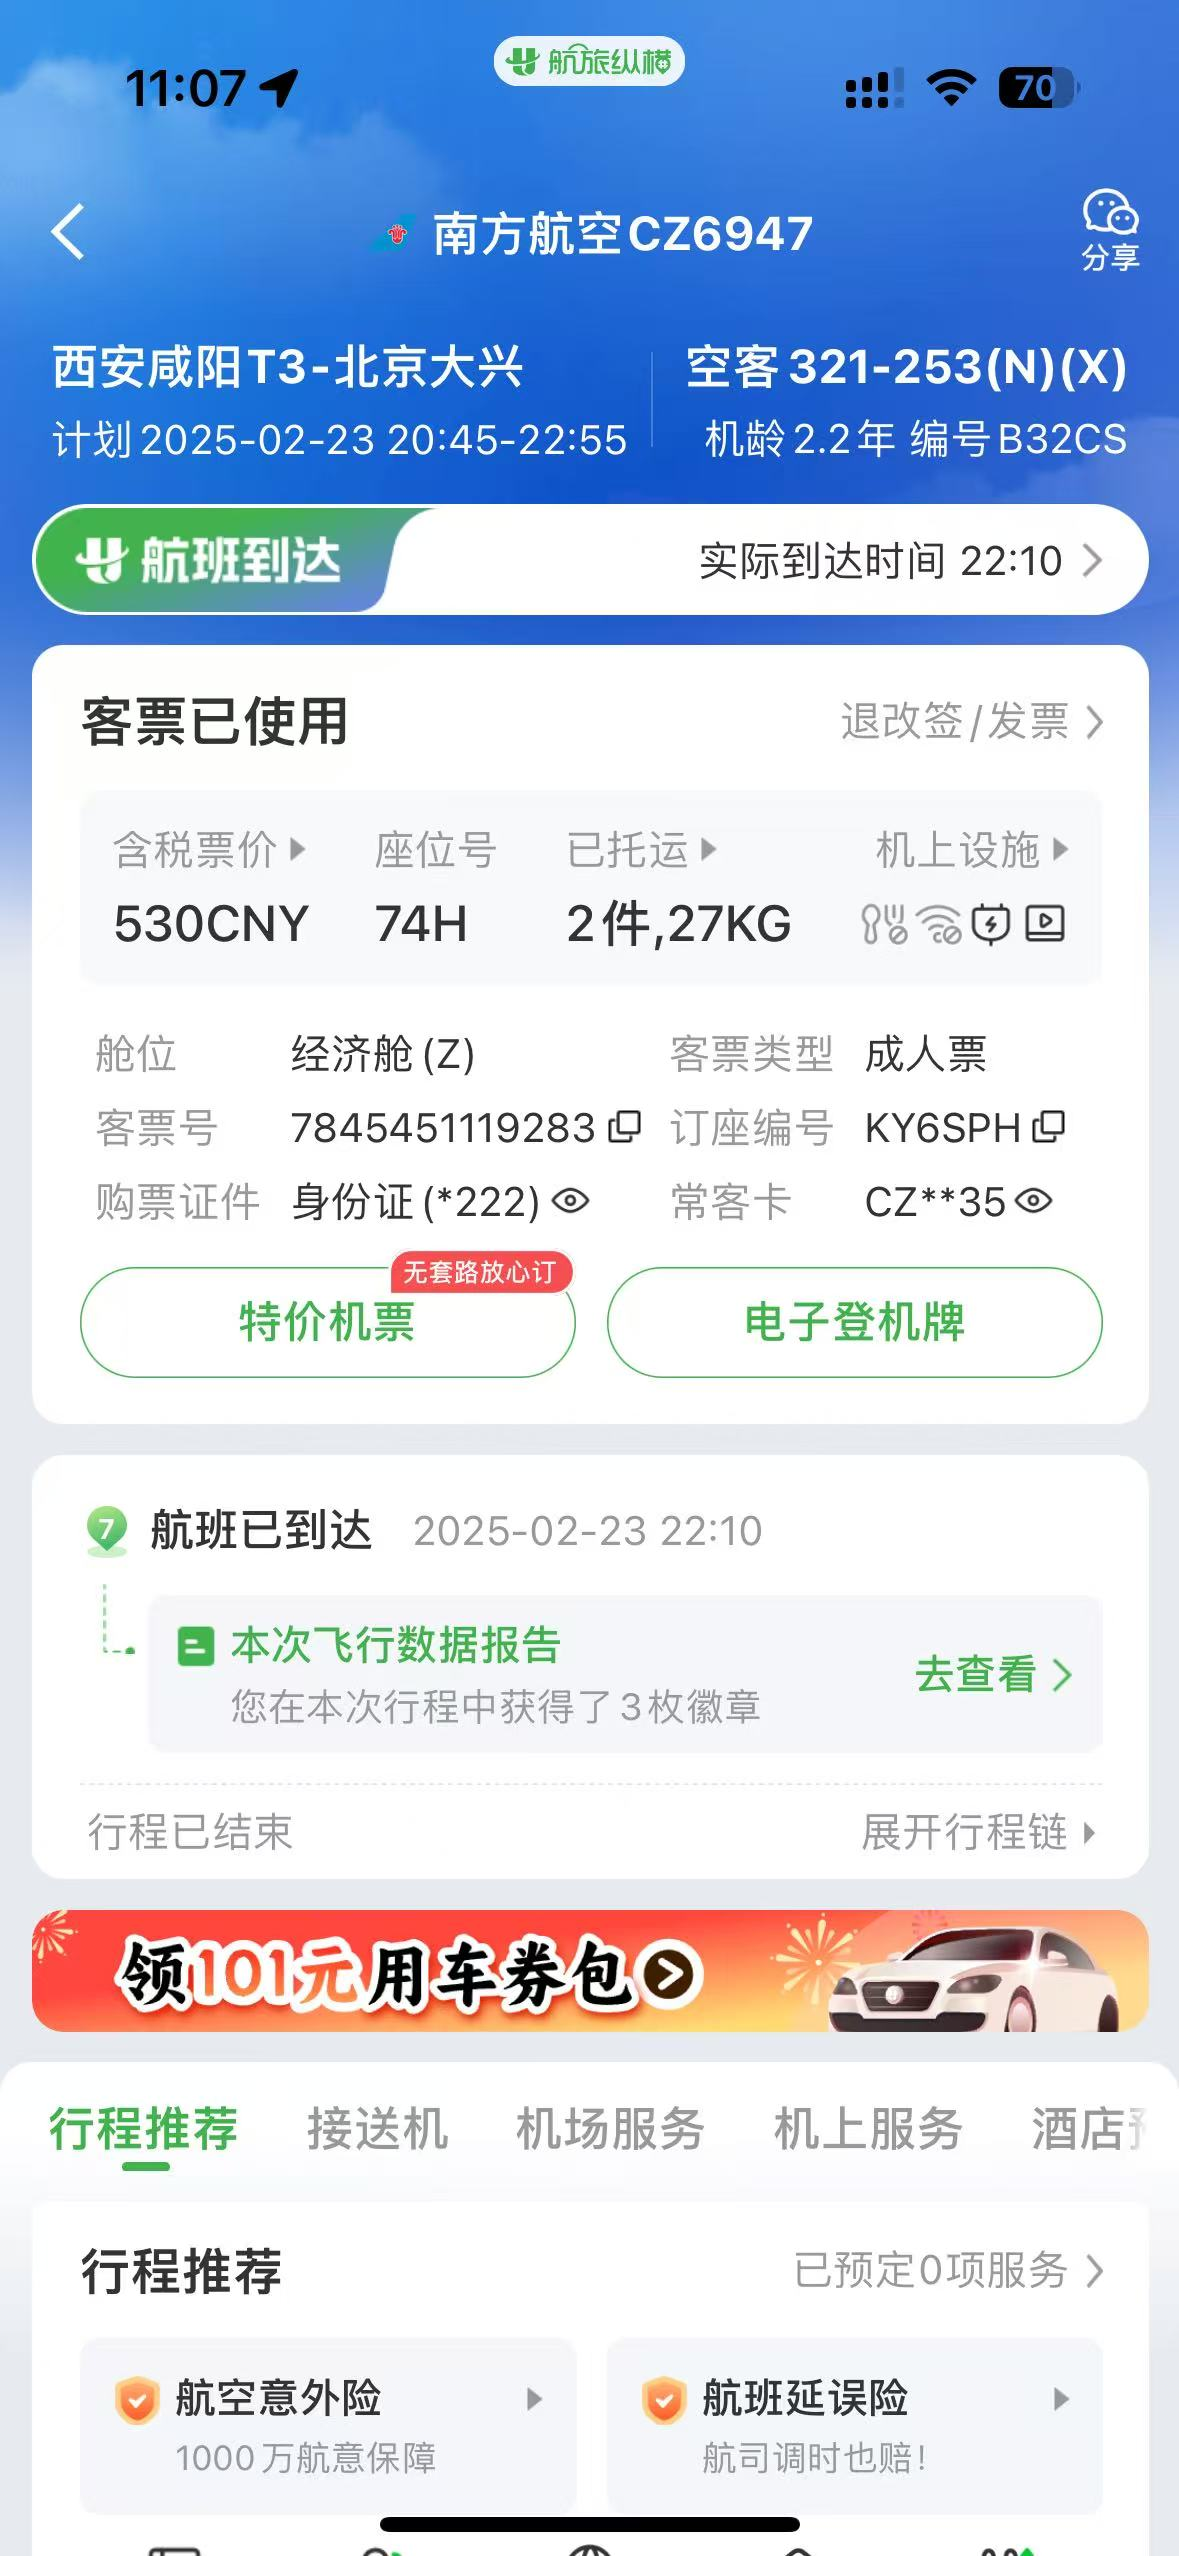 航旅纵横
11:07
70
南方航空CZ6947
分享
西安咸阳T3-北京大兴
空客321-253(N)(X)
计划2025-02-23 20:45-22:55
机龄2.2年 编号B32CS
航班到达
实际到达时间 22:10
客票已使用
退改签/发票
含税票价 座位号 已托运 机上设施
530CNY 74H 2件,27KG
舱位 经济舱(Z) 客票类型 成人票
客票号 7845451119283 订座编号 KY6SPH
购票证件 身份证(*222) 常客卡 CZ**35
无套路放心订
特价机票
电子登机牌
7 航班已到达 2025-02-23 22:10
本次飞行数据报告
您在本次行程中获得了3枚徽章
去查看
行程已结束
展开行程链
领101元用车券包
行程推荐 接送机 机场服务 机上服务 酒店
行程推荐
已预定0项服务
航空意外险
1000万航意保障
航班延误险
航司调时也赔!